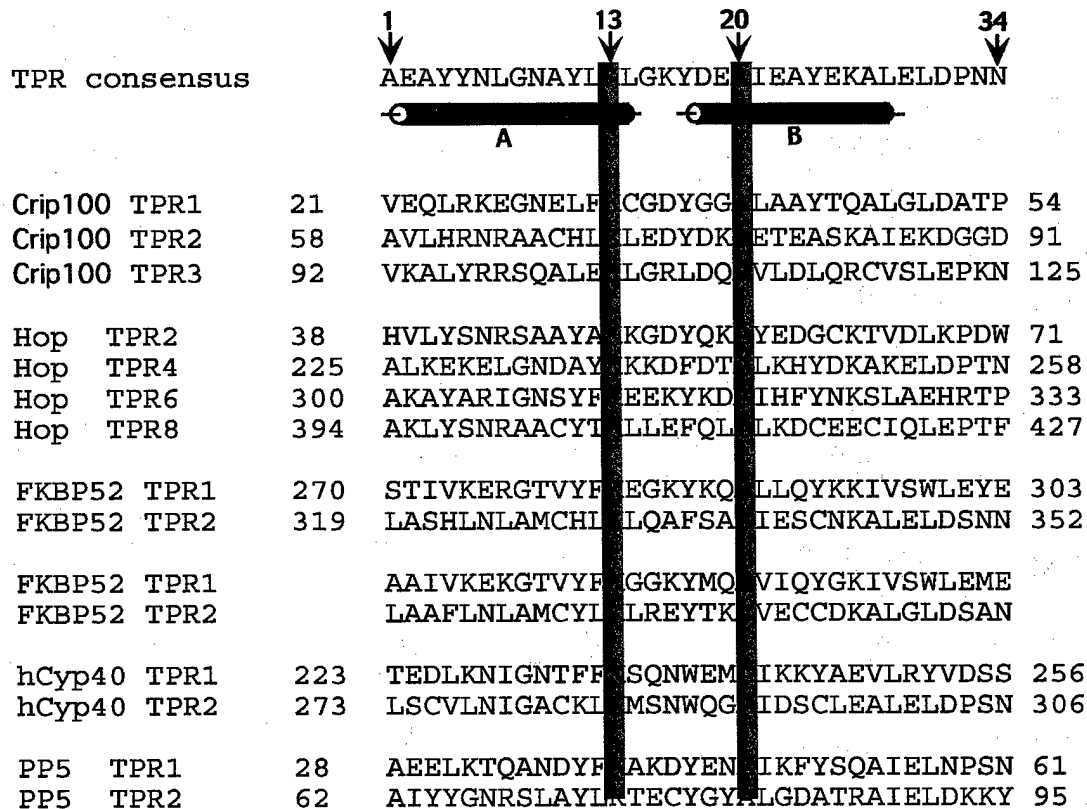 1 13 20 34
TPR consensus AEAYYNLGNAYL LGKYDE IEAYEKALELDPNN
A B
Crip100 TPR1 21 VEQLRKEGNELF CGDYGG LAAYTQALGLDATP 54
Crip100 TPR2 58 AVLHRNRAACHL LEDYDK ETEASKAIEKDGGD 91
Crip100 TPR3 92 VKALYRRSQALE LGRLDQ VLDLQRCVSLEPKN 125
Hop TPR2 38 HVLYSNRSAAYA KGDYQK YEDGCKTVDLKPDW 71
Hop TPR4 225 ALKEKELGNDAY KKDFDT LKHYDKAKELDPTN 258
Hop TPR6 300 AKAYARIGNSYF EEKYKD IHFYNKSLAEHRTP 333
Hop TPR8 394 AKLYSNRAACYT LLEFQL LKDCEECIQLEPTF 427
FKBP52 TPR1 270 STIVKERGTVYF EGKYKQ LLQYKKIVSWLEYE 303
FKBP52 TPR2 319 LASHLNLAMCHL LQAFSA IESCNKALELDSNN 352
FKBP52 TPR1 AAIVKEKGTVYF GGKYMQ VIQYGKIVSWLEME
FKBP52 TPR2 LAAFLNLAMCYL LREYTK VECCDKALGLDSAN
hCyp40 TPR1 223 TEDLKNIGNTFF SQNWEM IKKYAEVLRYVDSS 256
hCyp40 TPR2 273 LSCVLNIGACKL MSNWQG IDSCLEALELDPSN 306
PP5 TPR1 28 AEELKTQANDYF AKDYEN IKFYSQAIELNPSN 61
PP5 TPR2 62 AIYYGNRSLAYLRTECYGYALGDATRAIELDKKY 95